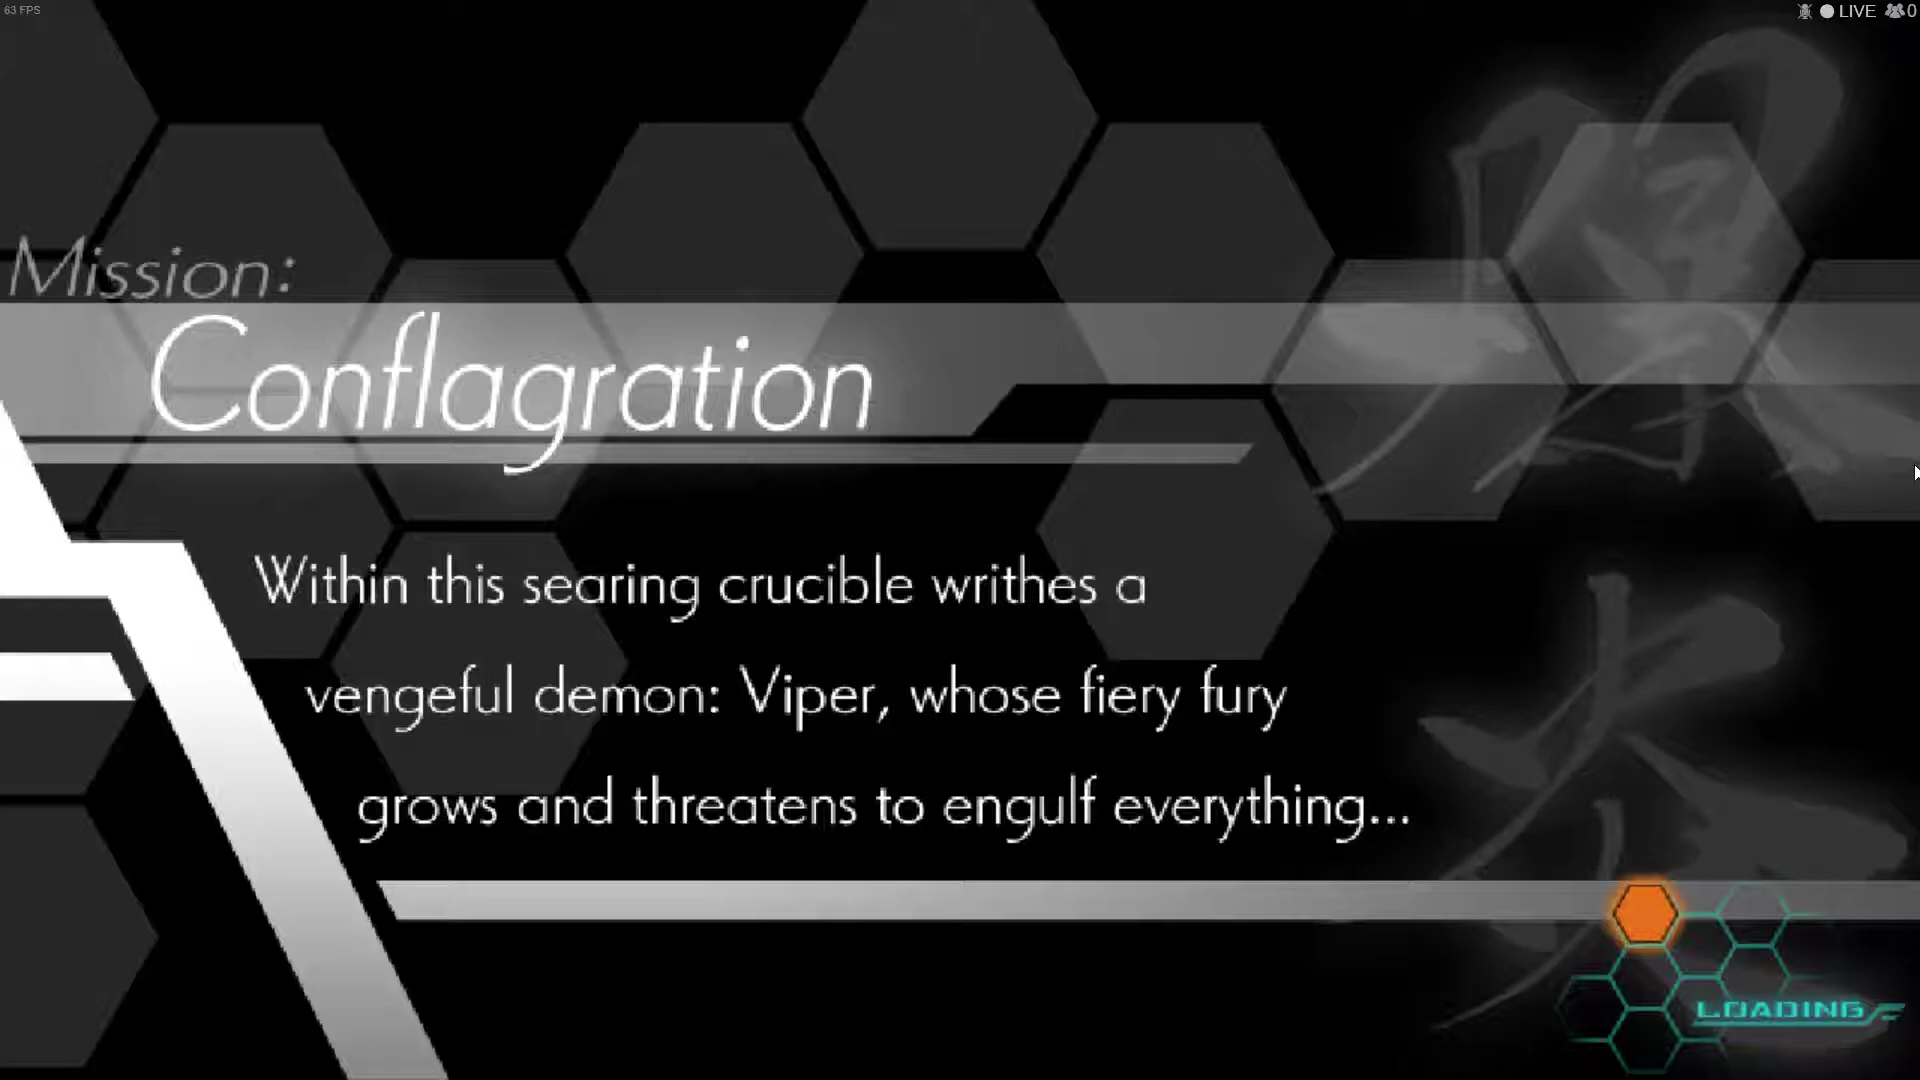 63 FPS
LIVE 0
Mission:
Conflagration
Within this searing crucible writhes a
vengeful demon: Viper, whose fiery fury
grows and threatens to engulf everything...
LOADING